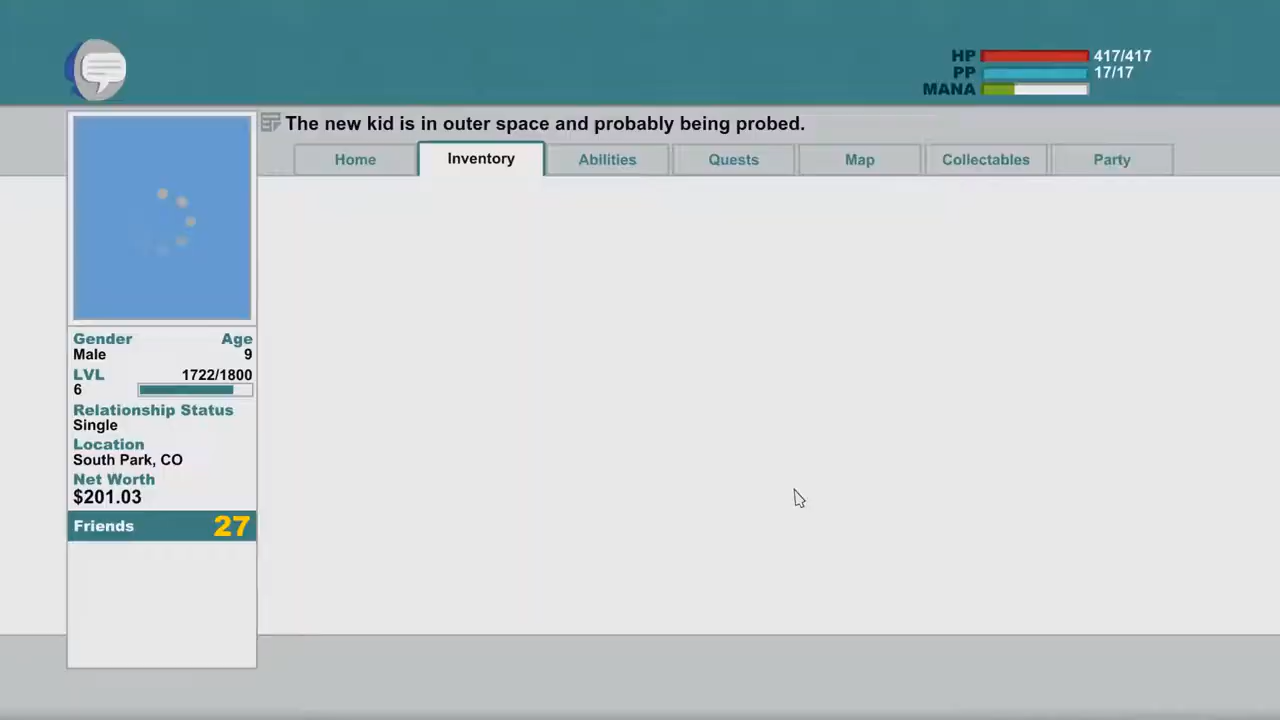 HP 417/417
PP 17/17
MANA
The new kid is in outer space and probably being probed.
Home Inventory Abilities Quests Map Collectables Party
Gender Age
Male 9
LVL 1722/1800
6
Relationship Status
Single
Location
South Park, CO
Net Worth
$201.03
Friends 27